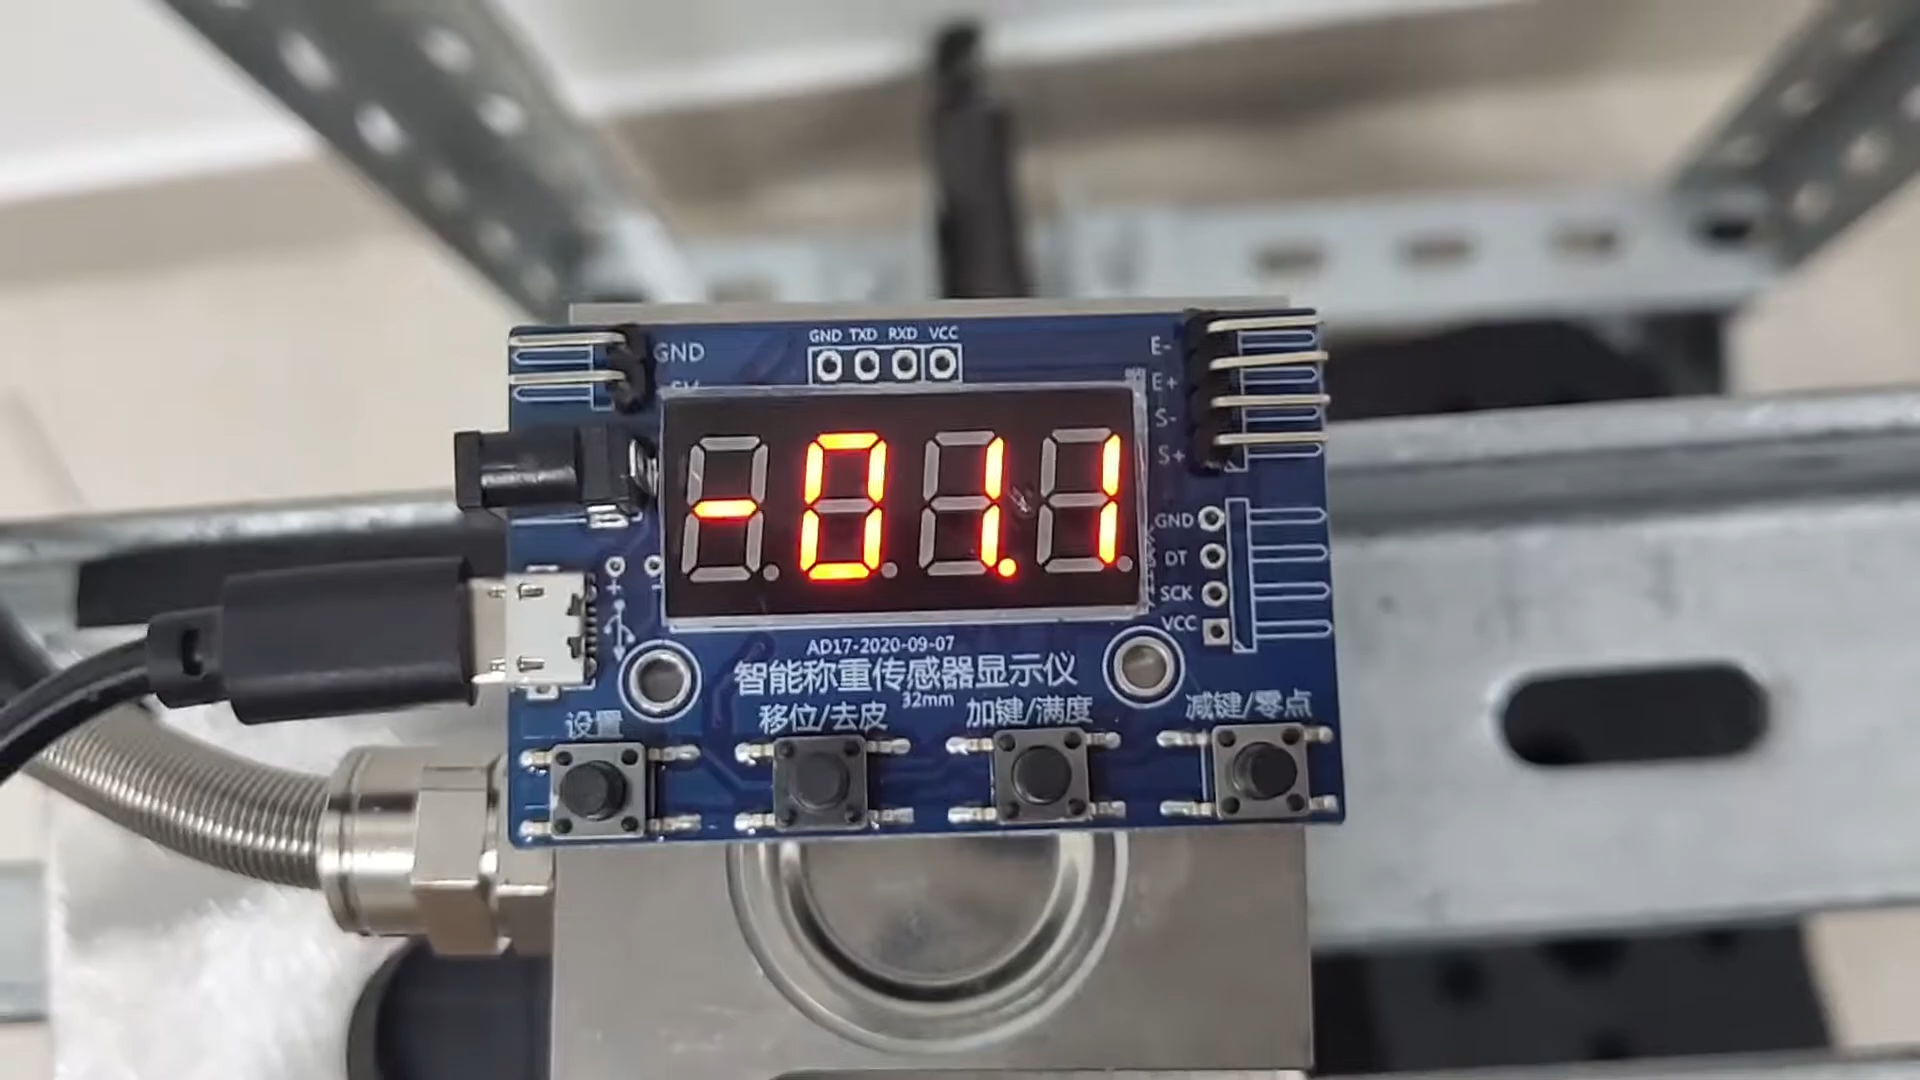 GND
GND TXD RXD VCC
E-
E+
S-
S+
-01.1
GND
DT
SCK
VCC
AD17-2020-09-07
智能称重传感器显示仪
32mm
设置
移位/去皮
加键/满度
减键/零点